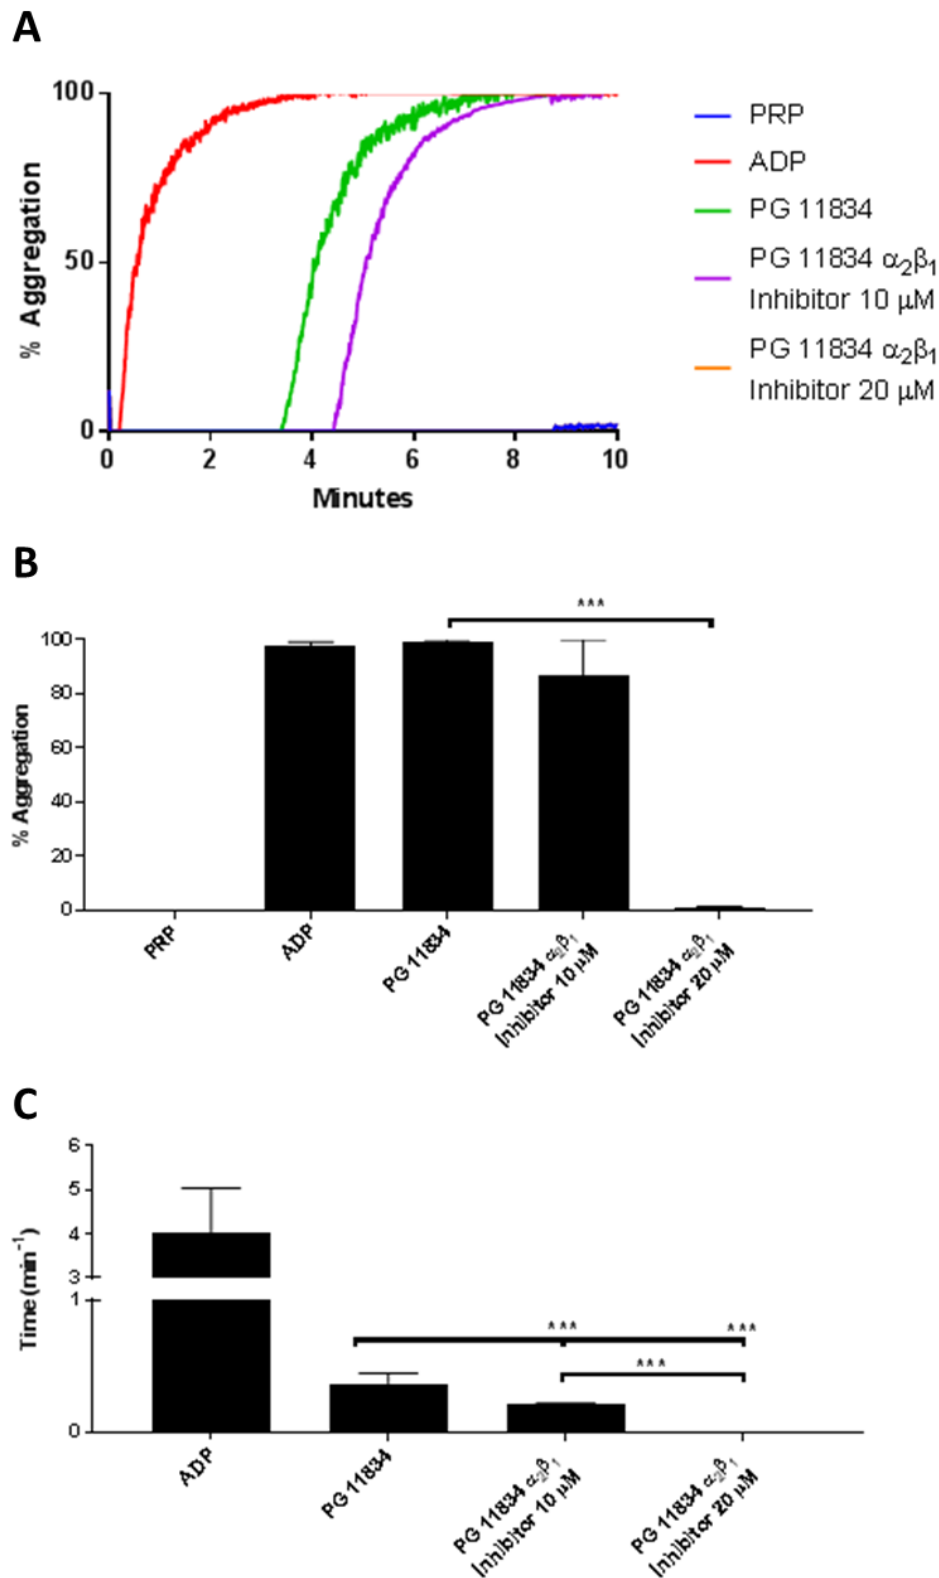 A
% Aggregation
100
50
0
0 2 4 6 8 10
Minutes
PRP
ADP
PG 11834
PG 11834 α2β1
Inhibitor 10 μM
PG 11834 α2β1
Inhibitor 20 μM
B
% Aggregation
100
80
60
40
20
0
***
PRP
ADP
PG 11834
PG 11834 α2β1
Inhibitor 10 μM
PG 11834 α2β1
Inhibitor 20 μM
C
Time (min⁻¹)
6
5
4
3
1
0
*** ***
***
ADP
PG 11834
PG 11834 α2β1
Inhibitor 10 μM
PG 11834 α2β1
Inhibitor 20 μM